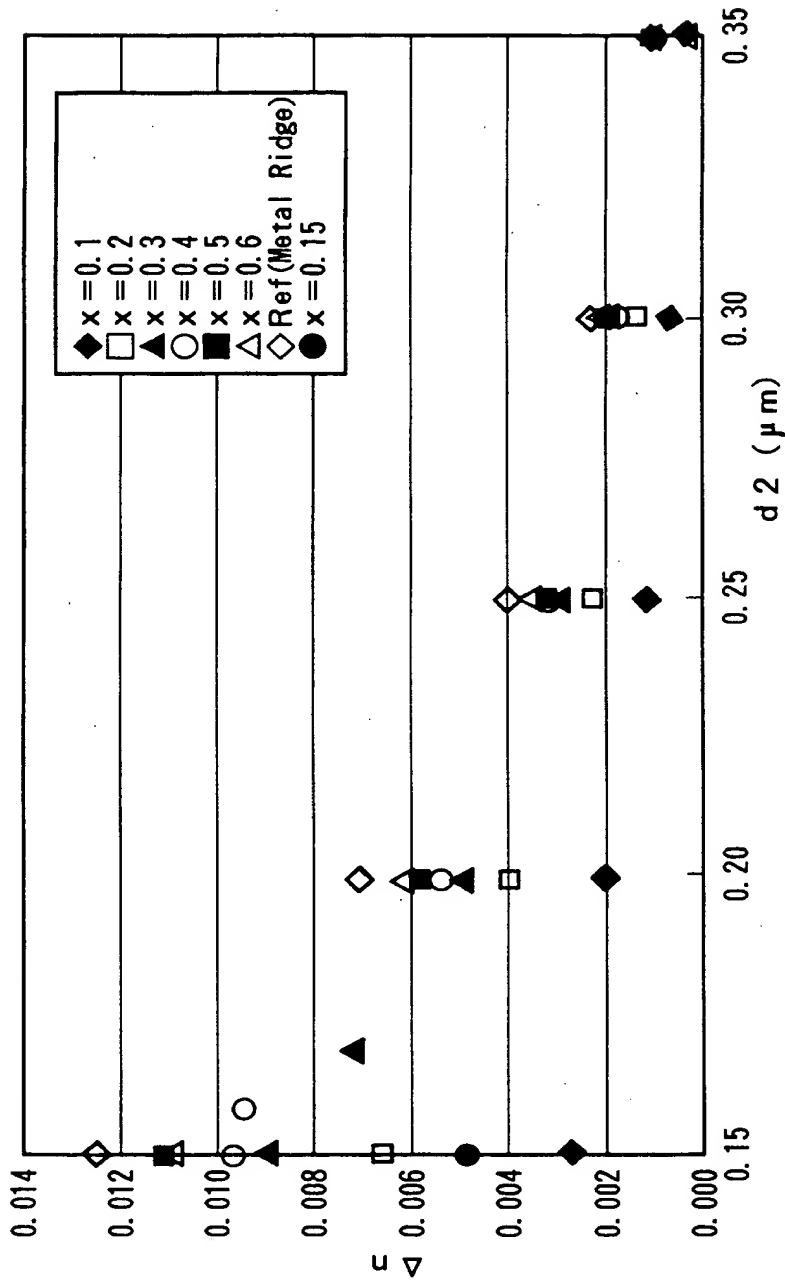 0.014
0.012
0.010
0.008
0.006
0.004
0.002
0.000
Δn
0.15
0.20
0.25
0.30
0.35
d2 (μm)
◆ x=0.1
□ x=0.2
▲ x=0.3
○ x=0.4
■ x=0.5
△ x=0.6
◇ Ref(Metal Ridge)
● x=0.15